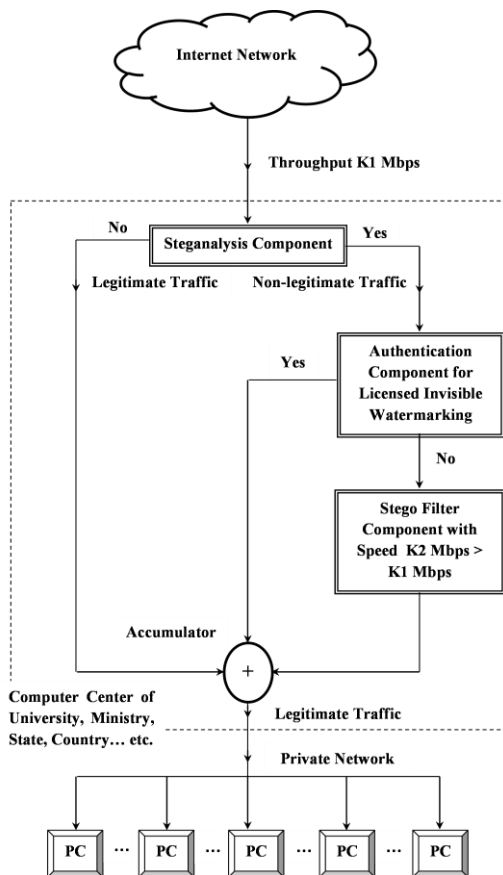 Internet Network
Throughput K1 Mbps
No
Steganalysis Component
Yes
Legitimate Traffic
Non-legitimate Traffic
Authentication
Component for
Licensed Invisible
Watermarking
Yes
No
Stego Filter
Component with
Speed K2 Mbps >
K1 Mbps
Accumulator
+
Computer Center of
University, Ministry,
State, Country… etc.
Legitimate Traffic
Private Network
PC … PC … PC … PC … PC